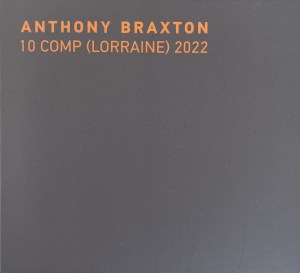 ANTHONY BRAXTON
10 COMP (LORRAINE) 2022